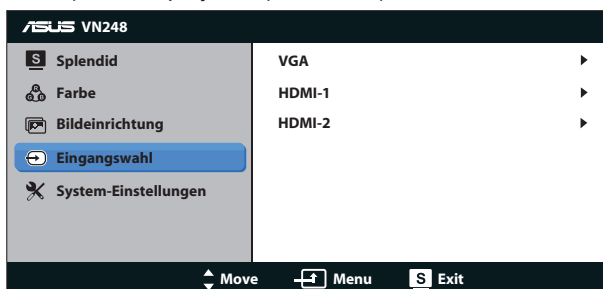 ASUS VN248
S Splendid
Farbe
Bildeinrichtung
Eingangswahl
System-Einstellungen
VGA
HDMI-1
HDMI-2
Move Menu S Exit